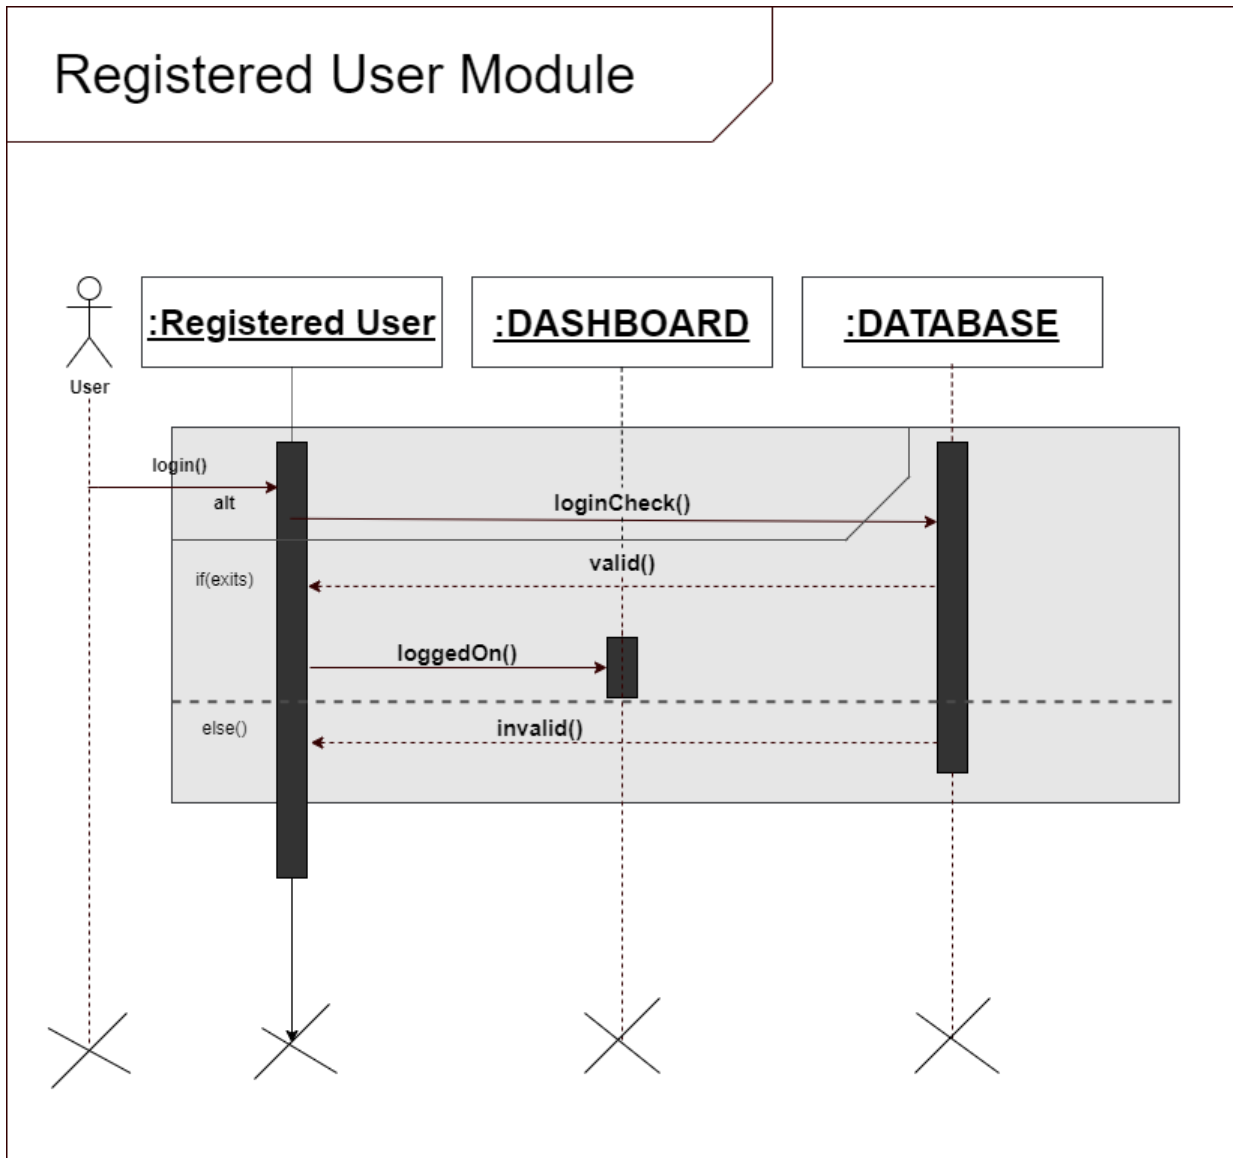 Registered User Module
User
:Registered User
:DASHBOARD
:DATABASE
login()
alt
loginCheck()
if(exits)
valid()
loggedOn()
else()
invalid()